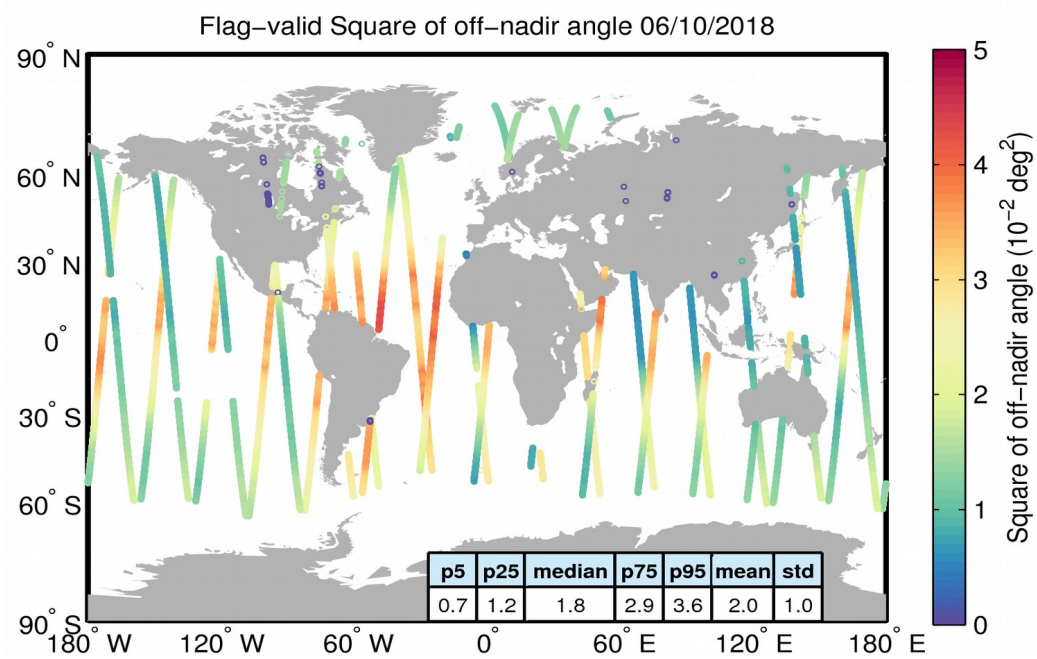 Flag−valid Square of off−nadir angle 06/10/2018
90° N
60° N
30° N
0°
30° S
60° S
90° S
180° W
120° W
60° W
0°
60° E
120° E
180° E
p5 p25 median p75 p95 mean std
0.7 1.2 1.8 2.9 3.6 2.0 1.0
5
4
3
2
1
0
Square of off−nadir angle (10⁻² deg²)